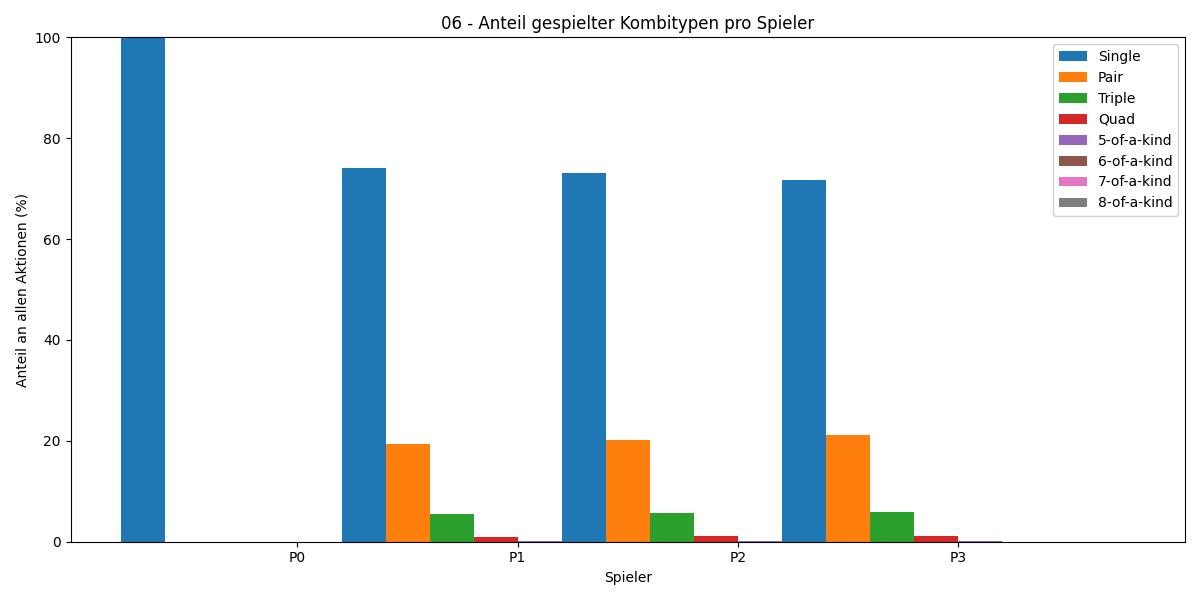 06 - Anteil gespielter Kombitypen pro Spieler
Anteil an allen Aktionen (%)
100
80
60
40
20
0
Single
Pair
Triple
Quad
5-of-a-kind
6-of-a-kind
7-of-a-kind
8-of-a-kind
P0 P1 P2 P3
Spieler